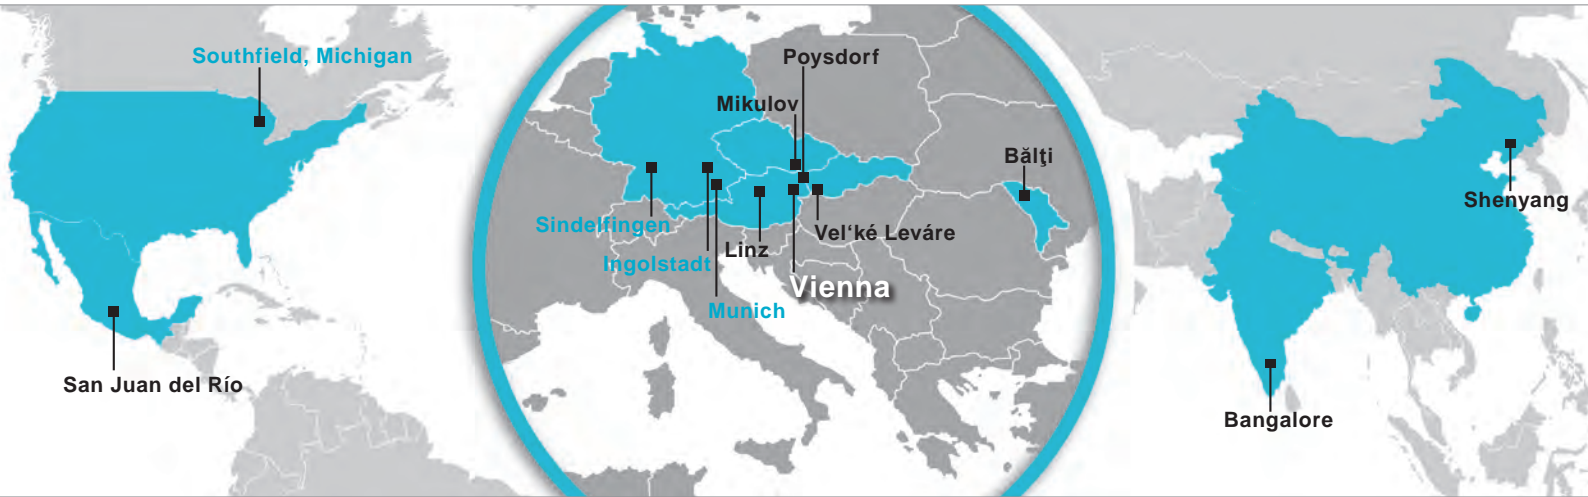 Southfield, Michigan
San Juan del Río
Poysdorf
Mikulov
Bălţi
Sindelfingen
Linz
Vel‘ké Leváre
Ingolstadt
Vienna
Munich
Shenyang
Bangalore